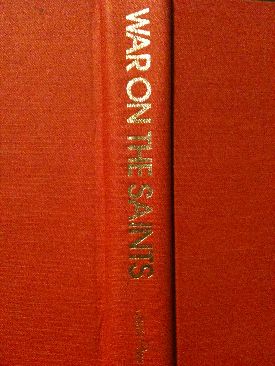 WAR ON THE SAINTS